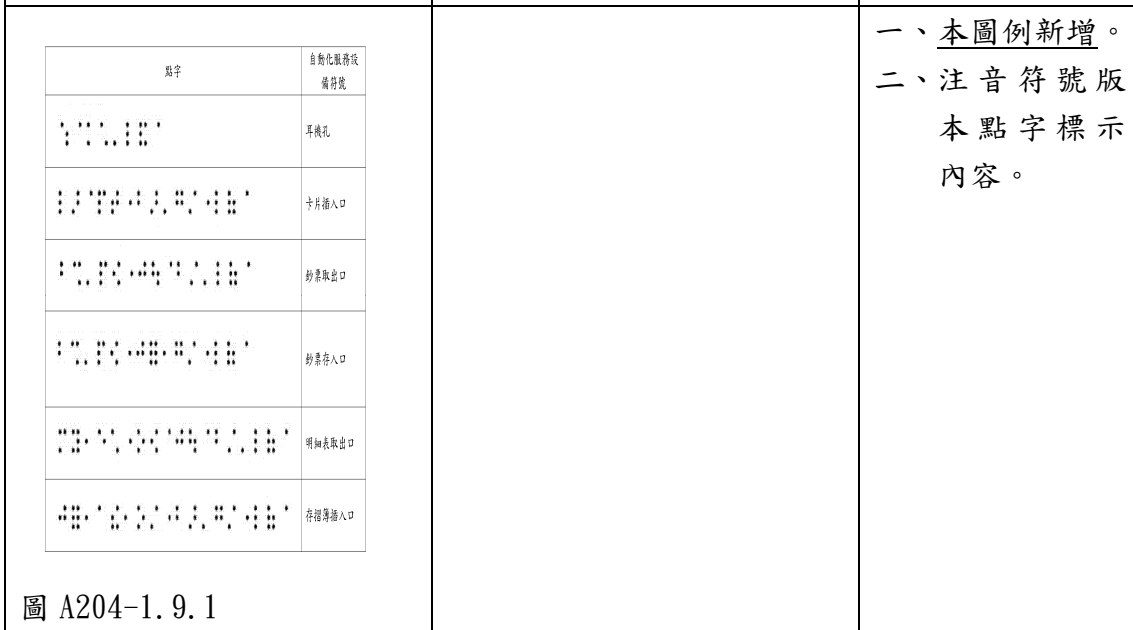 點字
自動化服務設
備符號
耳機孔
卡片插入口
鈔票取出口
鈔票存入口
明細表取出口
存摺簿插入口
圖 A204-1.9.1
一、本圖例新增。
二、注音符號版
本點字標示
內容。